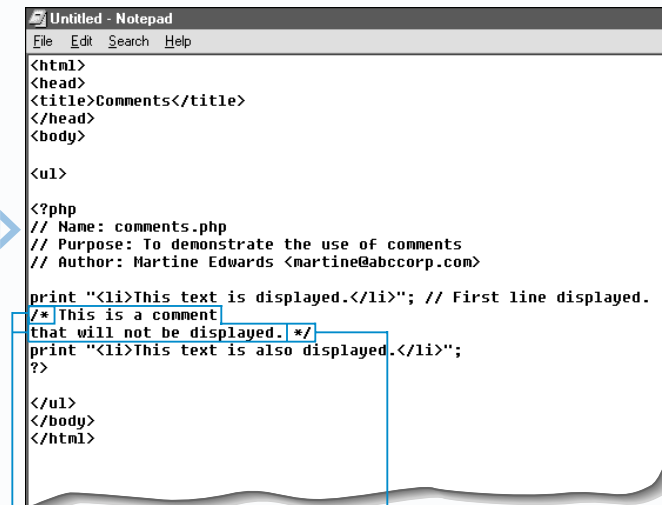 Untitled - Notepad
File Edit Search Help
<html>
<head>
<title>Comments</title>
</head>
<body>
<ul>
<?php
// Name: comments.php
// Purpose: To demonstrate the use of comments
// Author: Martine Edwards <martine@abccorp.com>
print "<li>This text is displayed.</li>"; // First line displayed.
/* This is a comment
that will not be displayed. */
print "<li>This text is also displayed.</li>";
?>
</ul>
</body>
</html>